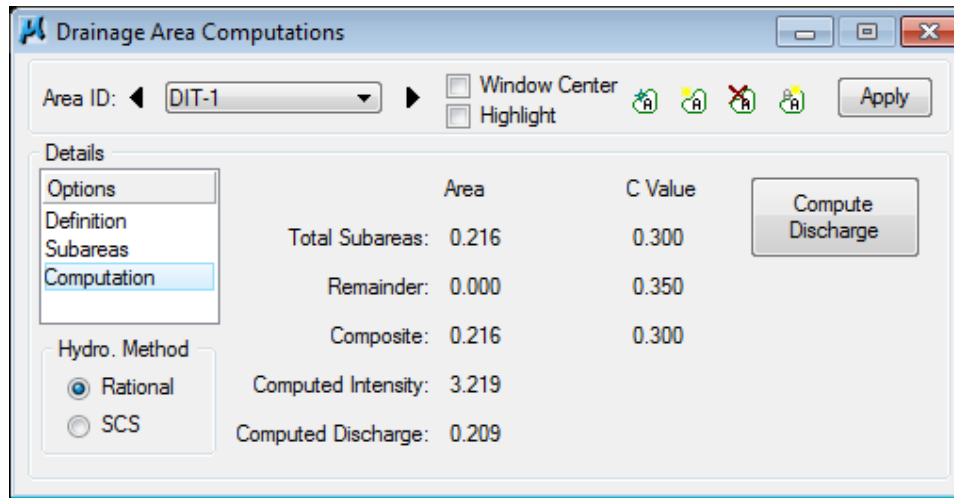 Drainage Area Computations
Area ID: DIT-1
Window Center
Highlight
Apply
Details
Options
Definition
Subareas
Computation
Hydro. Method
Rational
SCS
Area C Value
Total Subareas: 0.216 0.300
Remainder: 0.000 0.350
Composite: 0.216 0.300
Computed Intensity: 3.219
Computed Discharge: 0.209
Compute
Discharge